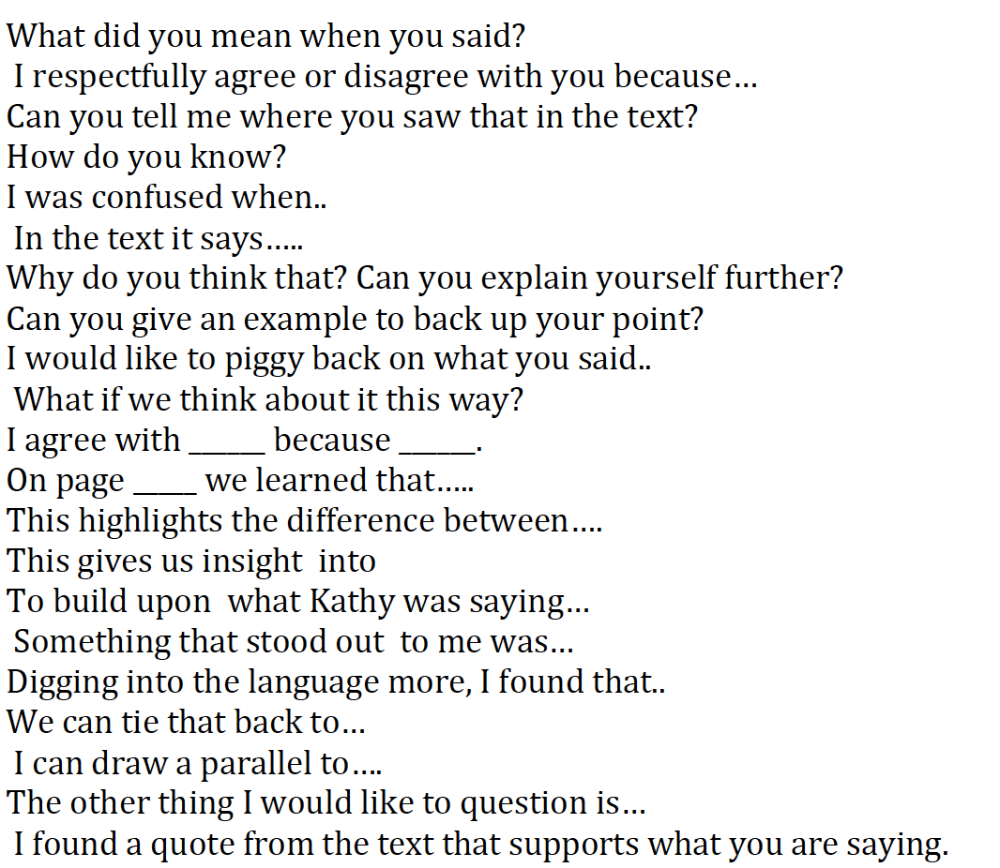 What did you mean when you said?
I respectfully agree or disagree with you because…
Can you tell me where you saw that in the text?
How do you know?
I was confused when..
In the text it says…..
Why do you think that? Can you explain yourself further?
Can you give an example to back up your point?
I would like to piggy back on what you said..
What if we think about it this way?
I agree with ______ because ______.
On page _____ we learned that…..
This highlights the difference between….
This gives us insight  into
To build upon  what Kathy was saying…
Something that stood out  to me was…
Digging into the language more, I found that..
We can tie that back to…
I can draw a parallel to….
The other thing I would like to question is…
I found a quote from the text that supports what you are saying.